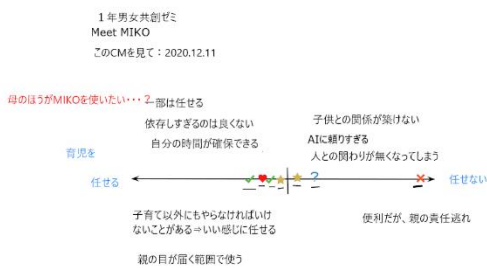 １年男女共創ゼミ
Meet MIKO
このCMを見て：2020.12.11
母のほうがMIKOを使いたい・・・？
一部は任せる
依存しすぎるのは良くない
自分の時間が確保できる
子供との関係が築けない
AIに頼りすぎる
人との関わりが無くなってしまう
育児を
任せる
?
任せない
子育て以外にもやらなければいけ
ないことがある⇒いい感じに任せる
便利だが、親の責任逃れ
親の目が届く範囲で使う